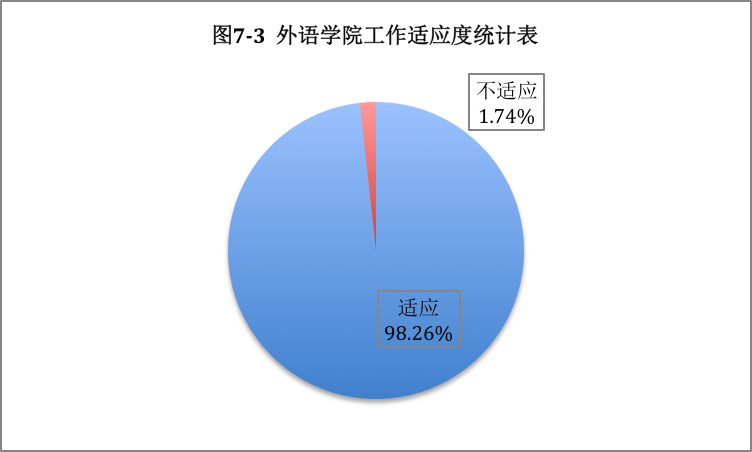 图7-3 外语学院工作适应度统计表
不适应
1.74%
适应
98.26%